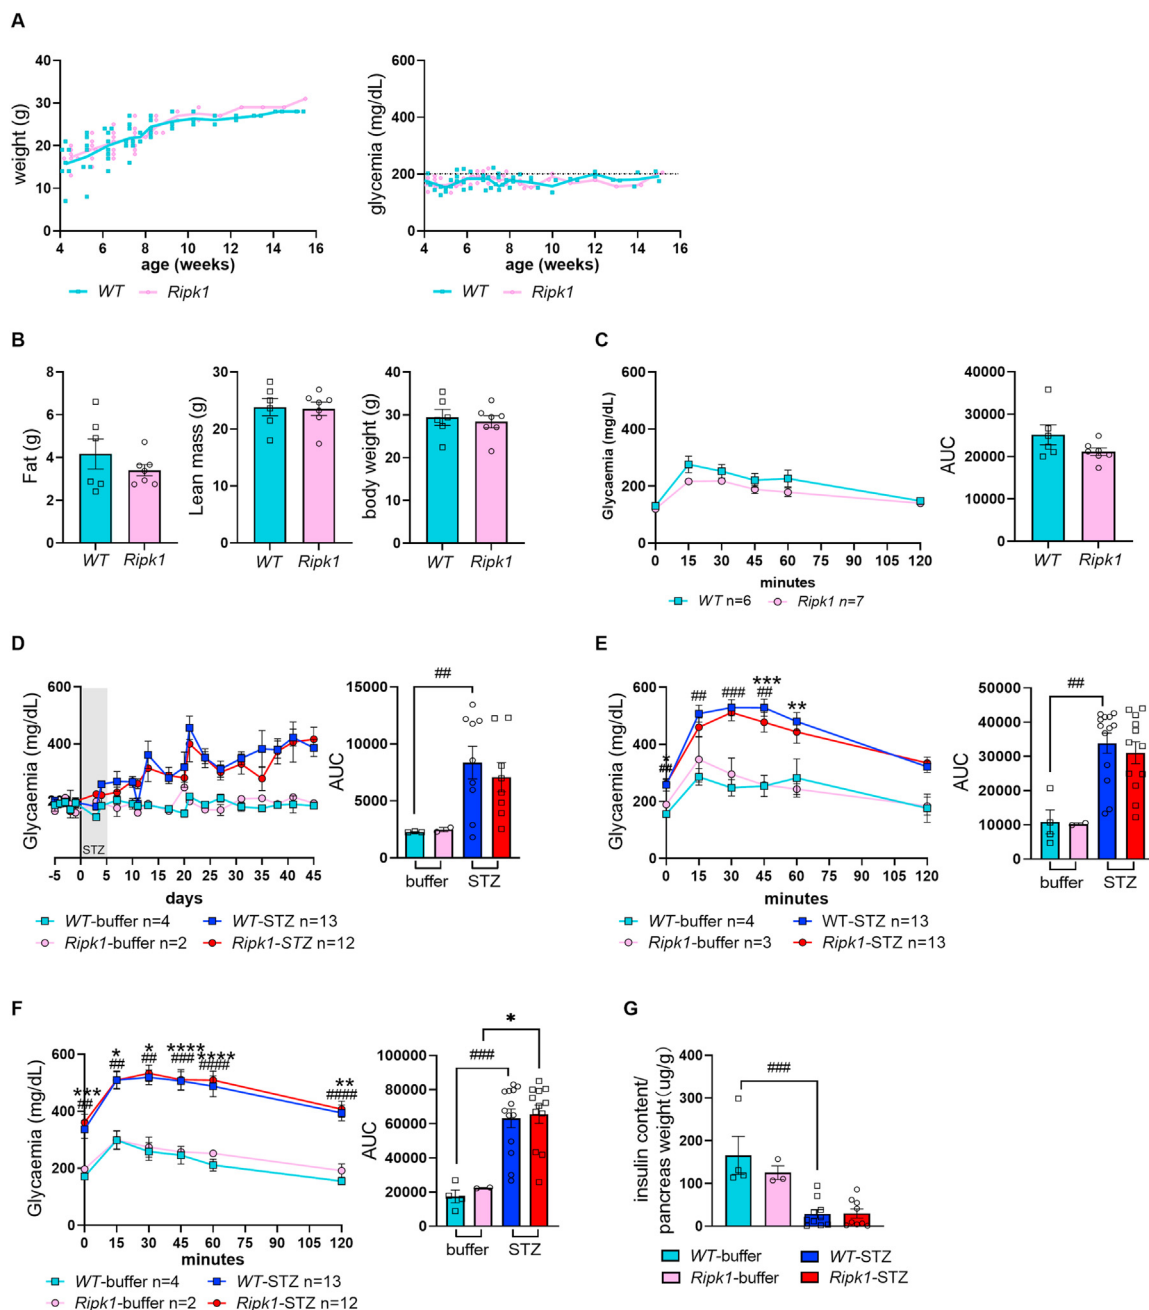 A
weight (g)
40
30
20
10
0
4 6 8 10 12 14 16
age (weeks)
WT Ripk1
glycemia (mg/dL)
600
400
200
0
4 6 8 10 12 14 16
age (weeks)
WT Ripk1
B
Fat (g)
8
6
4
2
0
WT Ripk1
Lean mass (g)
30
20
10
0
WT Ripk1
body weight (g)
40
30
20
10
0
WT Ripk1
C
Glycaemia (mg/dL)
600
400
200
0
0 15 30 45 60 75 90 105 120
minutes
WT n=6 Ripk1 n=7
AUC
40000
30000
20000
10000
0
WT Ripk1
D
Glycaemia (mg/dL)
600
400
200
0
STZ
-5 0 5 10 15 20 25 30 35 40 45
days
WT-buffer n=4 WT-STZ n=13
Ripk1-buffer n=2 Ripk1-STZ n=12
AUC
15000
10000
5000
0
##
buffer STZ
E
Glycaemia (mg/dL)
600
400
200
0
*
##
##
###
***
##
**
0 15 30 45 60 75 90 105 120
minutes
WT-buffer n=4 WT-STZ n=13
Ripk1-buffer n=3 Ripk1-STZ n=13
AUC
50000
40000
30000
20000
10000
0
##
buffer STZ
F
Glycaemia (mg/dL)
600
400
200
0
*** * * **** **** **
## ## ## ### #### ####
0 15 30 45 60 75 90 105 120
minutes
WT-buffer n=4 WT-STZ n=13
Ripk1-buffer n=2 Ripk1-STZ n=12
AUC
100000
80000
60000
40000
20000
0
*
###
buffer STZ
G
insulin content/
pancreas weight(ug/g)
400
300
200
100
0
###
WT-buffer WT-STZ
Ripk1-buffer Ripk1-STZ